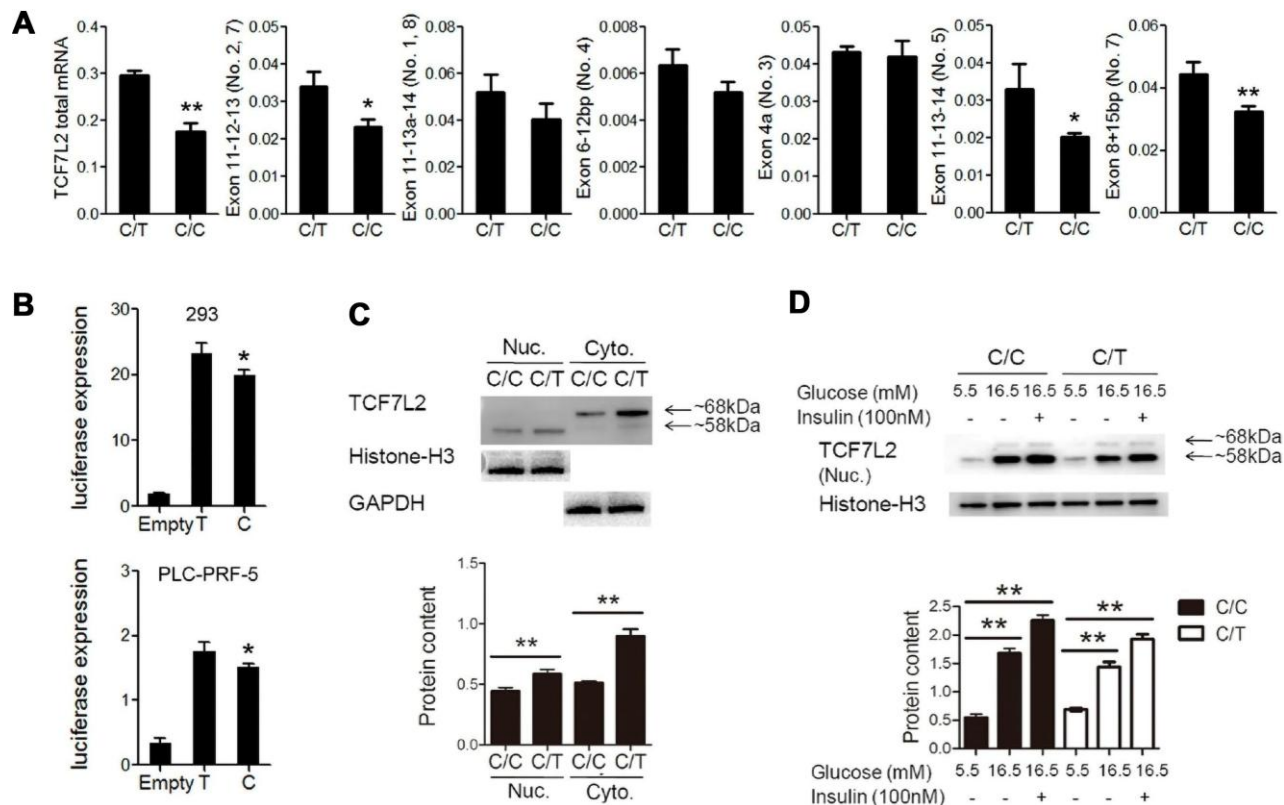 A
TCF7L2 total mRNA
0.4
0.3
0.2
0.1
0.0
**
C/T C/C
Exon 11-12-13 (No. 2, 7)
0.05
0.04
0.03
0.02
0.01
0.00
*
C/T C/C
Exon 11-13a-14 (No. 1, 8)
0.08
0.06
0.04
0.02
0.00
C/T C/C
Exon 6-12bp (No. 4)
0.008
0.006
0.004
0.002
0.000
C/T C/C
Exon 4a (No. 3)
0.05
0.04
0.03
0.02
0.01
0.00
C/T C/C
Exon 11-13-14 (No. 5)
0.05
0.04
0.03
0.02
0.01
0.00
*
C/T C/C
Exon 8+15bp (No. 7)
0.06
0.04
0.02
0.00
**
C/T C/C
B
luciferase expression
30
20
10
0
293
*
Empty T C
luciferase expression
3
2
1
0
PLC-PRF-5
*
Empty T C
C
Nuc. Cyto.
C/C C/T C/C C/T
TCF7L2
←~68kDa
←~58kDa
Histone-H3
GAPDH
Protein content
1.5
1.0
0.5
0.0
**
**
C/C C/T C/C C/T
Nuc. Cyto.
D
C/C C/T
Glucose (mM) 5.5 16.5 16.5 5.5 16.5 16.5
Insulin (100nM) - - + - - +
TCF7L2
(Nuc.)
←~68kDa
←~58kDa
Histone-H3
Protein content
2.5
2.0
1.5
1.0
0.5
0.0
**
**
**
**
C/C
C/T
Glucose (mM) 5.5 16.5 16.5 5.5 16.5 16.5
Insulin (100nM) - - + - - +